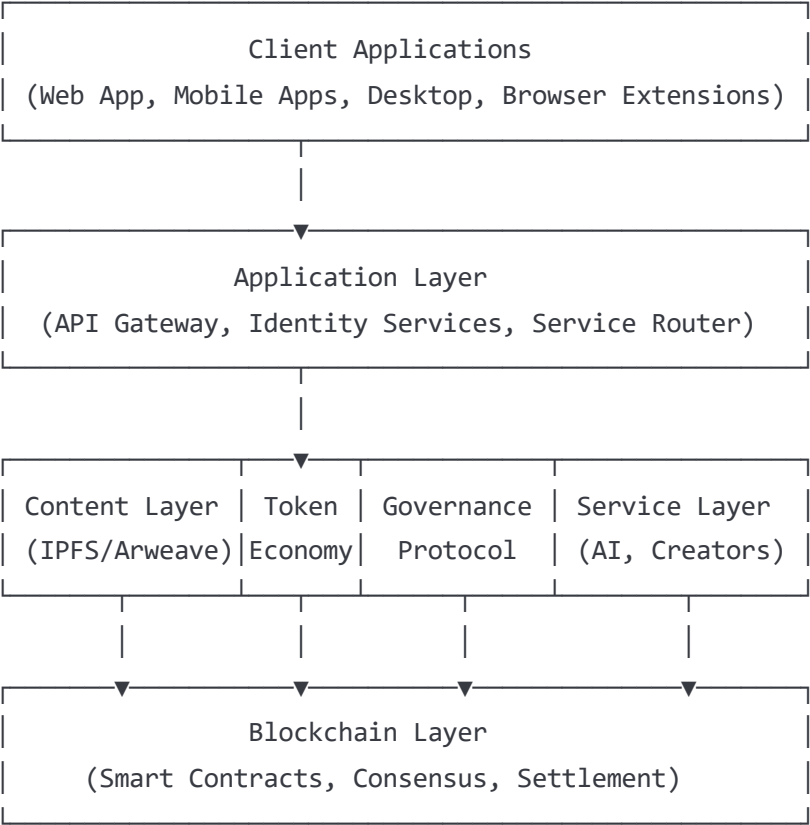 Client Applications
(Web App, Mobile Apps, Desktop, Browser Extensions)
Application Layer
(API Gateway, Identity Services, Service Router)
Content Layer
(IPFS/Arweave)
Token
Economy
Governance
Protocol
Service Layer
(AI, Creators)
Blockchain Layer
(Smart Contracts, Consensus, Settlement)